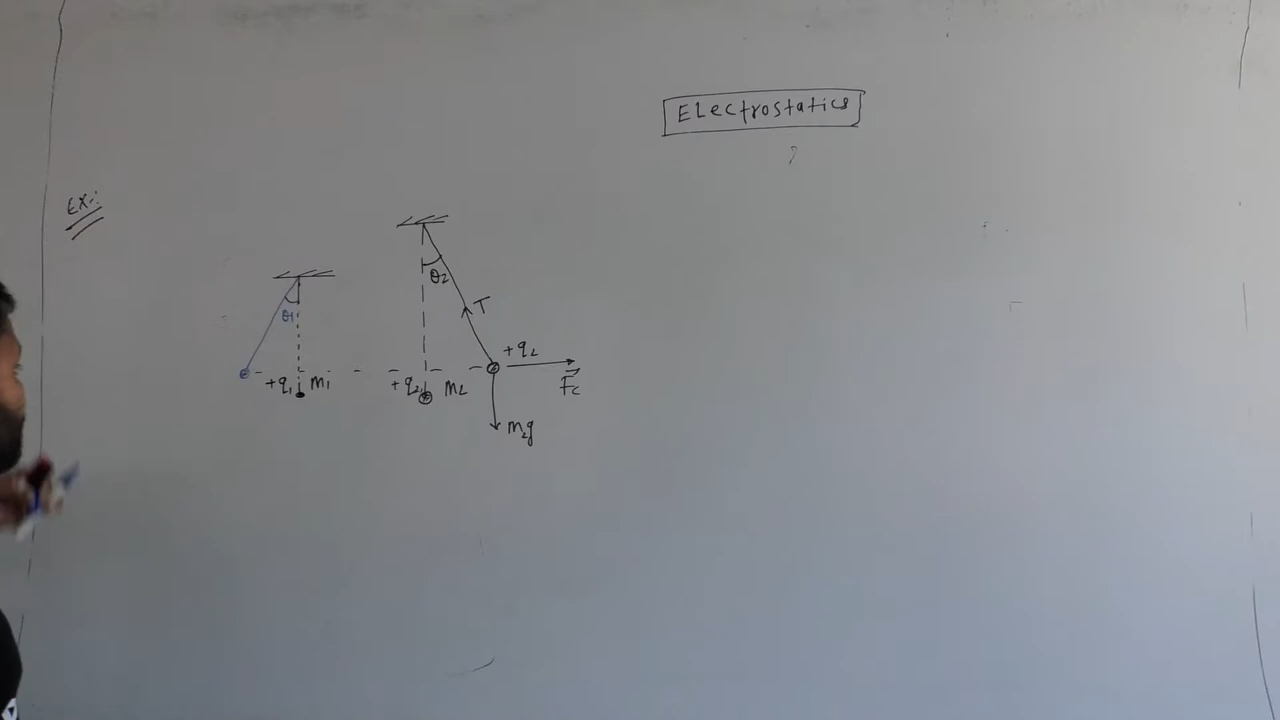 Electrostatics
Ex:
θ2
θ1
T
+q2
+q1 m1
+q2 m2
Fc
m2g